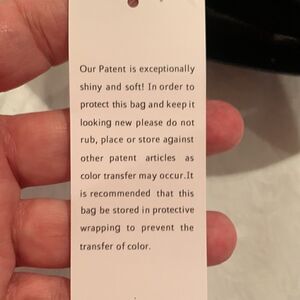 Our Patent is exceptionally
shiny and soft! In order to
protect this bag and keep it
looking new please do not
rub, place or store against
other patent articles as
color transfer may occur.It
is recommended that this
bag be stored in protective
wrapping to prevent the
transfer of color.